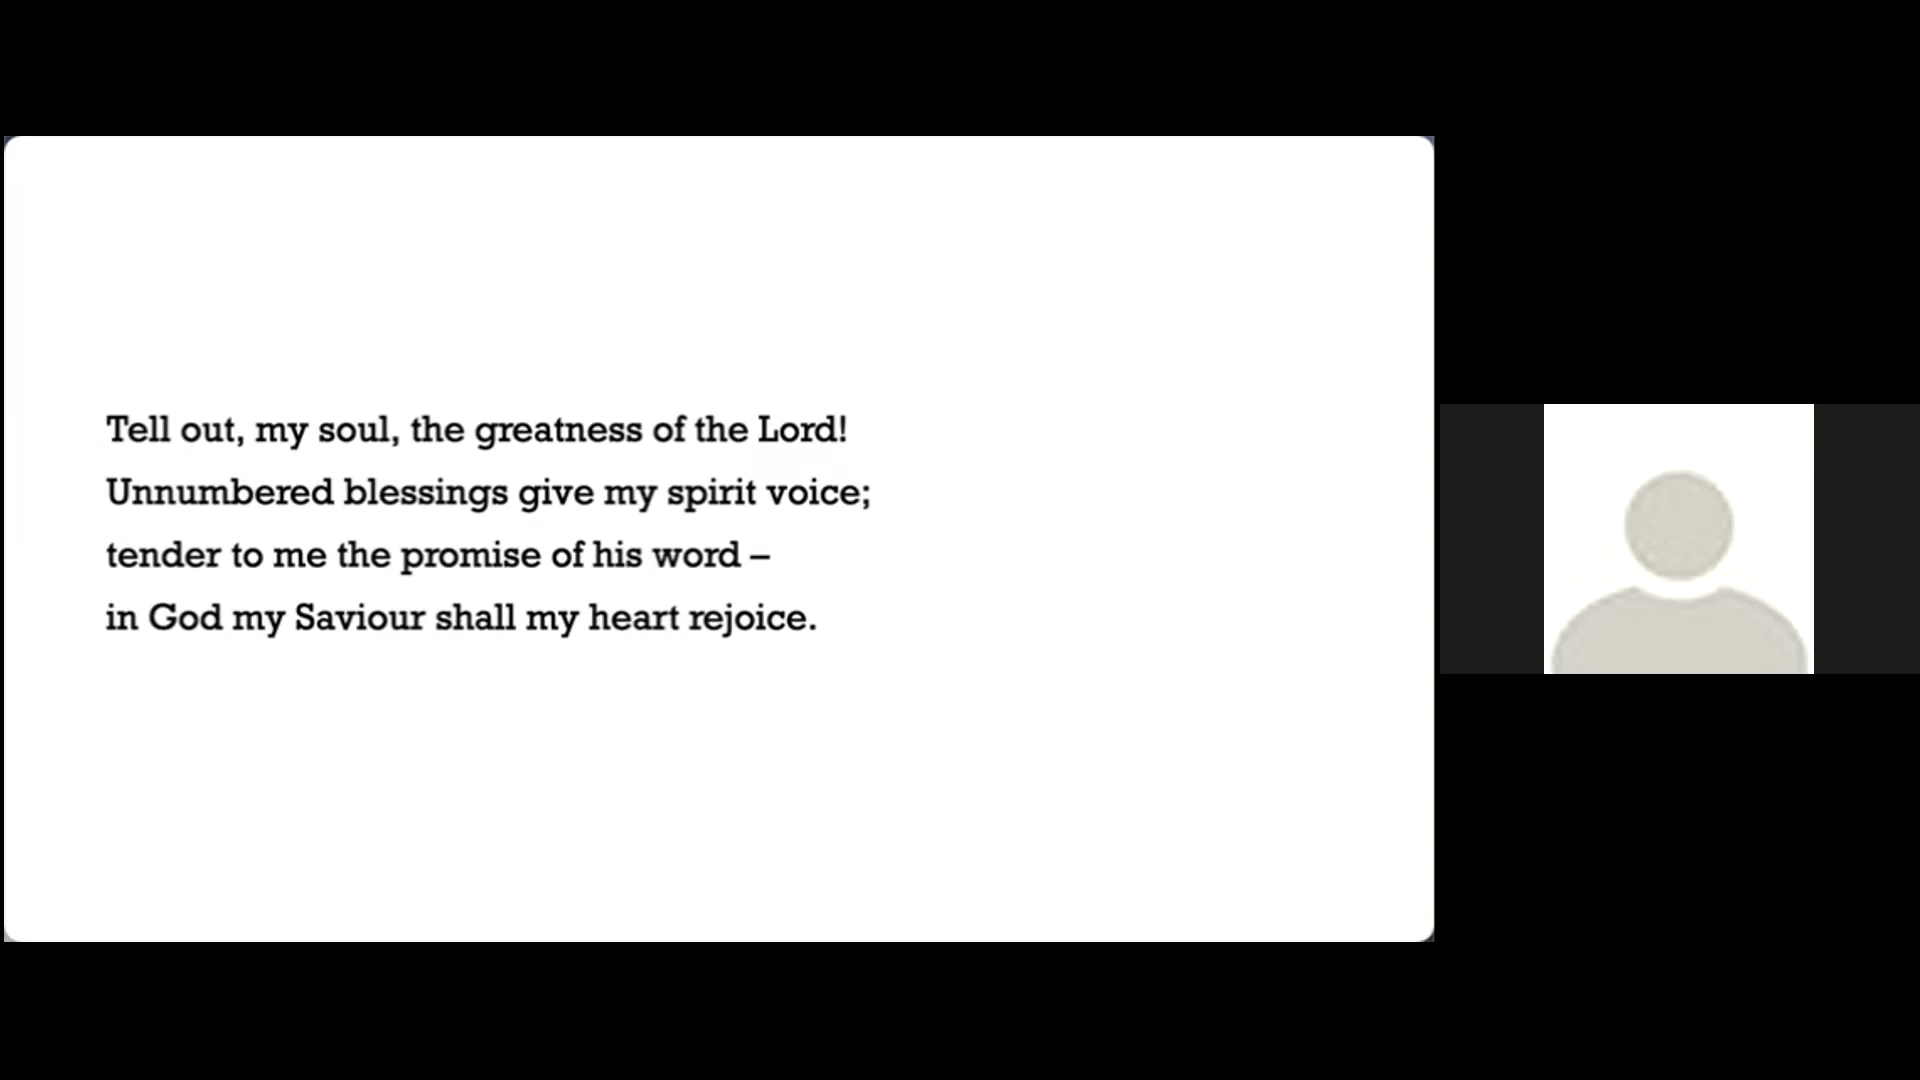 Tell out, my soul, the greatness of the Lord!
Unnumbered blessings give my spirit voice;
tender to me the promise of his word –
in God my Saviour shall my heart rejoice.